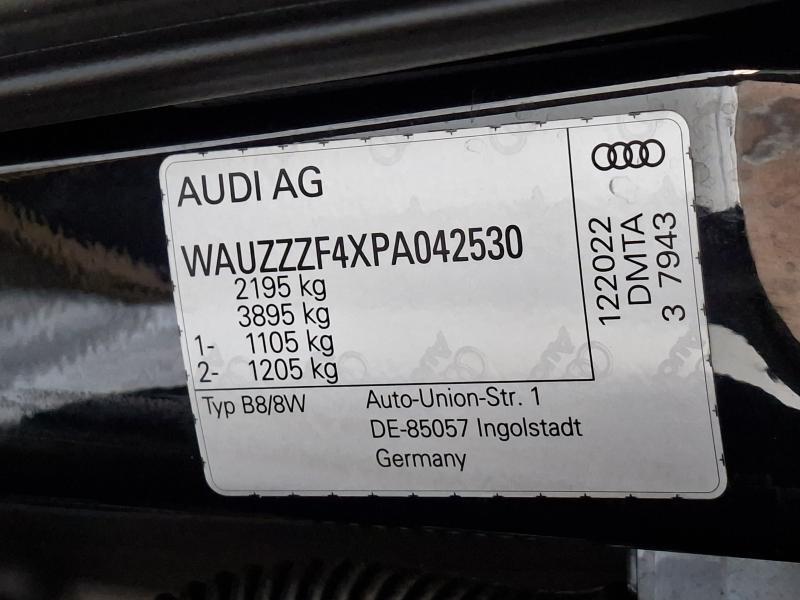 AUDI AG
WAUZZZF4XPA042530
2195 kg
3895 kg
1- 1105 kg
2- 1205 kg
Typ B8/8W
Auto-Union-Str. 1
DE-85057 Ingolstadt
Germany
122022
DMTA
3 7943